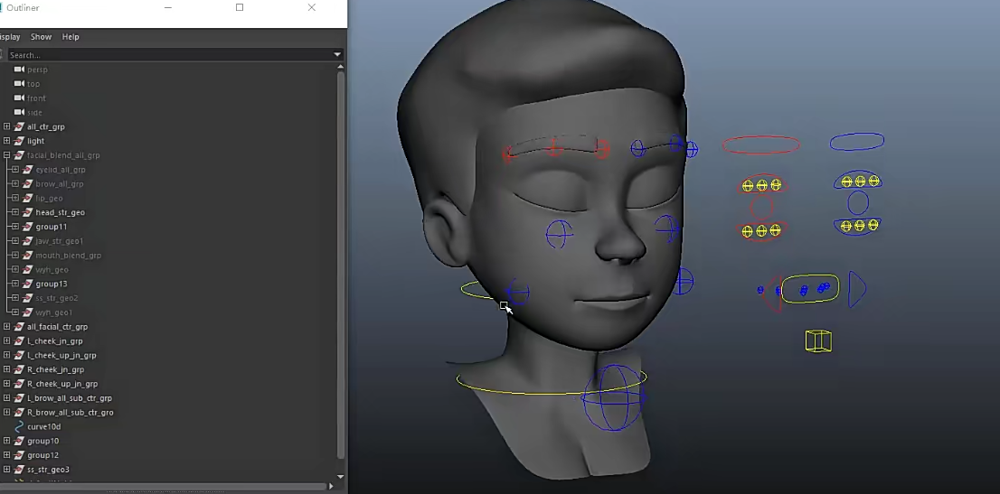 Outliner
isplay Show Help
Search...
persp
top
front
side
all_ctr_grp
light
facial_blend_all_grp
eyelid_all_grp
brow_all_grp
lip_geo
head_str_geo
group11
jaw_str_geo1
mouth_blend_grp
wyh_geo
group13
ss_str_geo2
wyh_geo1
all_facial_ctr_grp
L_cheek_jn_grp
L_cheek_up_jn_grp
R_cheek_jn_grp
R_cheek_up_jn_grp
L_brow_all_sub_ctr_grp
R_brow_all_sub_ctr_gro
curve10d
group10
group12
ss_str_geo3